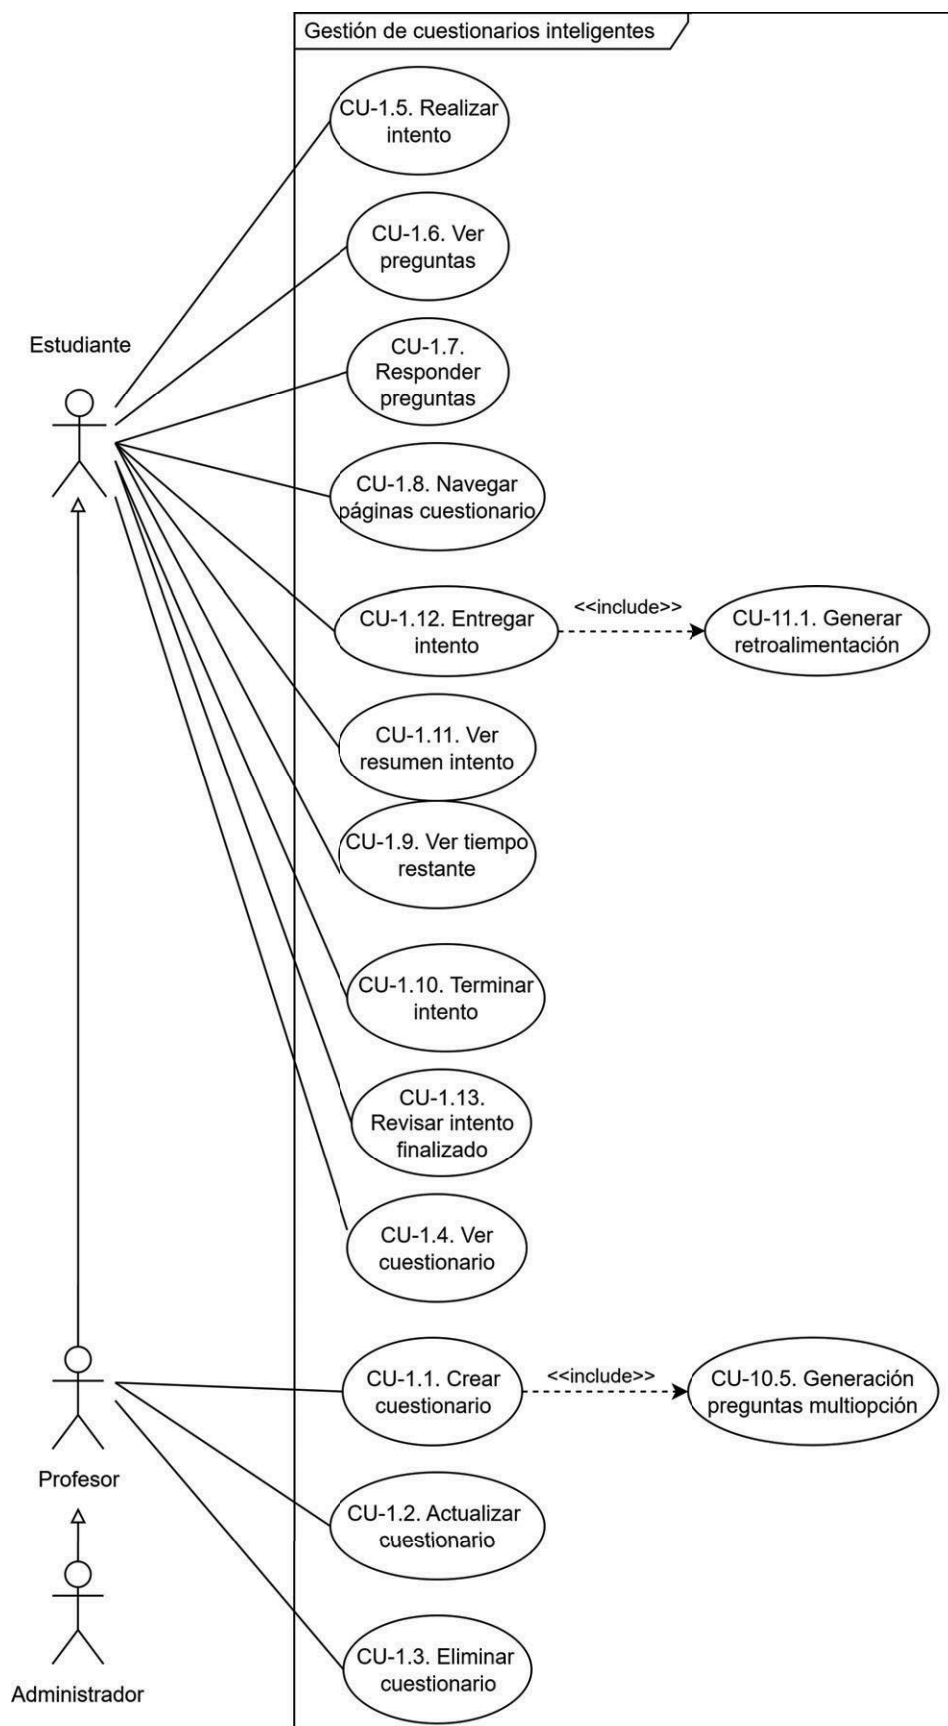 Gestión de cuestionarios inteligentes
CU-1.5. Realizar
intento
CU-1.6. Ver
preguntas
Estudiante
CU-1.7.
Responder
preguntas
CU-1.8. Navegar
páginas cuestionario
CU-1.12. Entregar
intento
<<include>>
CU-11.1. Generar
retroalimentación
CU-1.11. Ver
resumen intento
CU-1.9. Ver tiempo
restante
CU-1.10. Terminar
intento
CU-1.13.
Revisar intento
finalizado
CU-1.4. Ver
cuestionario
CU-1.1. Crear
cuestionario
<<include>>
CU-10.5. Generación
preguntas multiopción
Profesor
CU-1.2. Actualizar
cuestionario
CU-1.3. Eliminar
cuestionario
Administrador